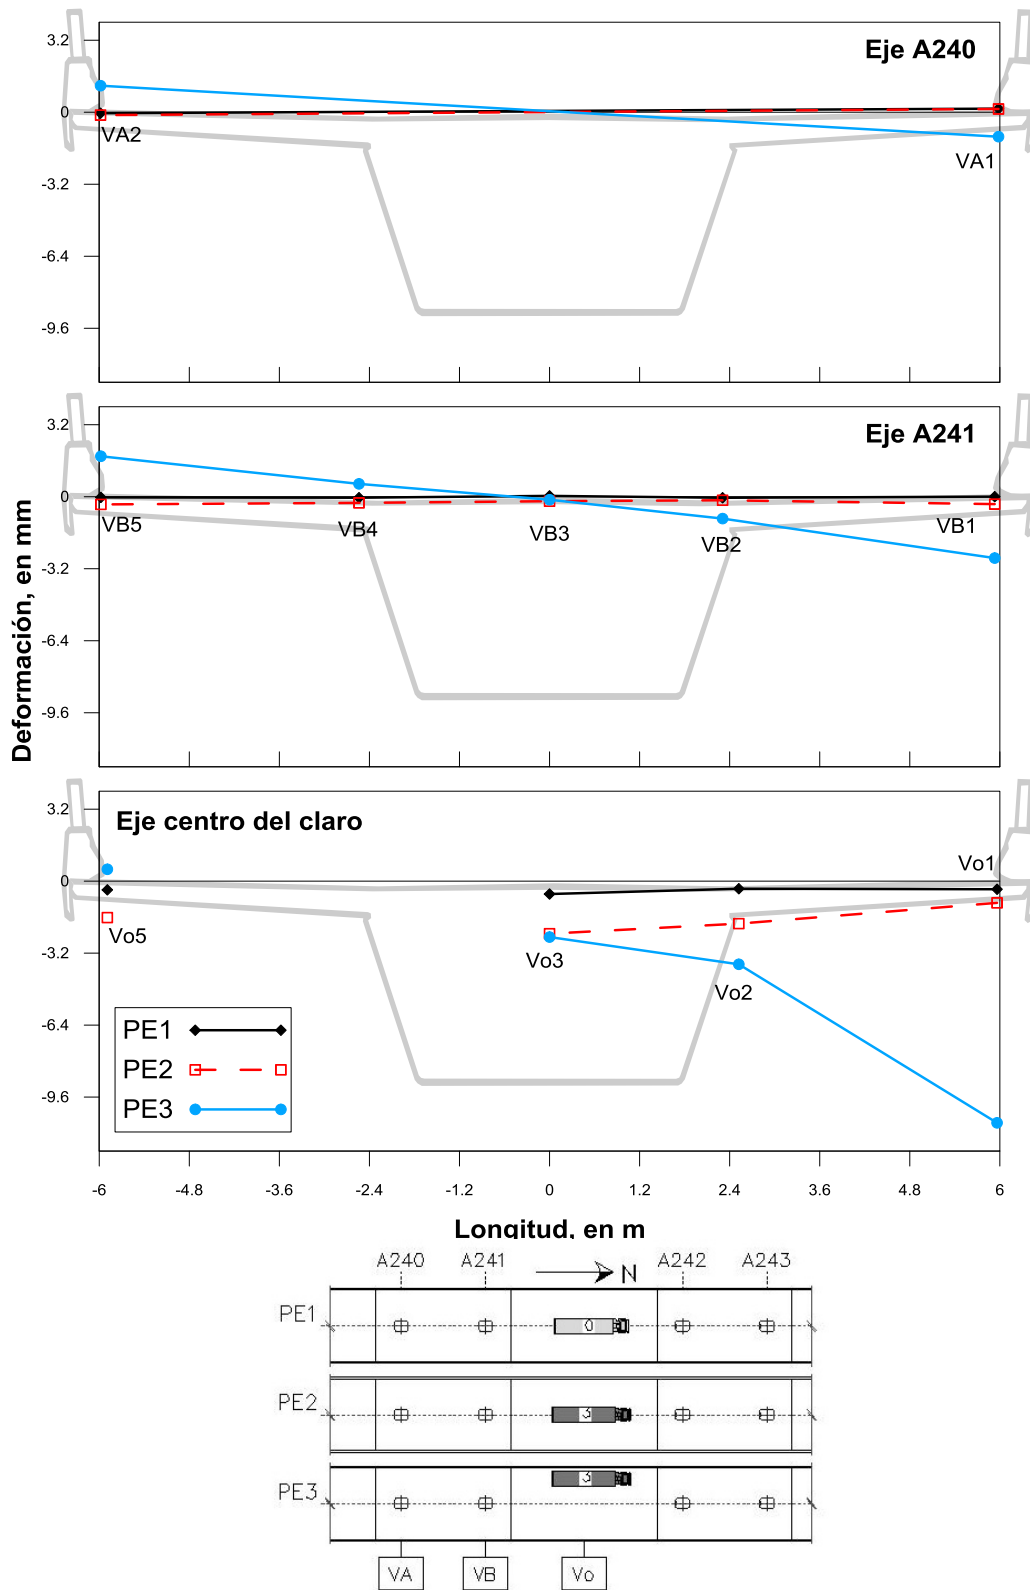 Deformación, en mm
Eje A240
3.2
0
-3.2
-6.4
-9.6
VA2
VA1
Eje A241
3.2
0
-3.2
-6.4
-9.6
VB5
VB4
VB3
VB2
VB1
Eje centro del claro
3.2
0
-3.2
-6.4
-9.6
Vo1
Vo5
Vo3
Vo2
PE1
PE2
PE3
-6 -4.8 -3.6 -2.4 -1.2 0 1.2 2.4 3.6 4.8 6
Longitud, en m
A240 A241 N A242 A243
PE1 0
PE2 3
PE3 3
VA VB Vo